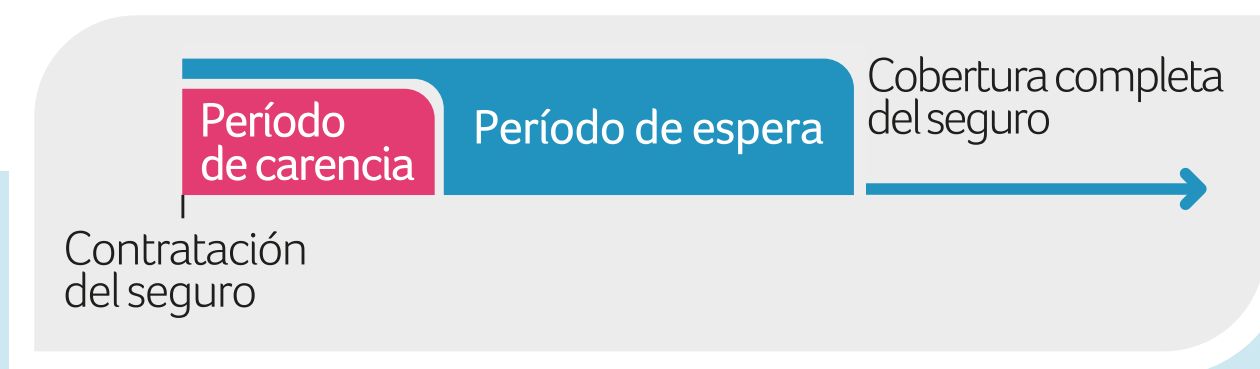 Período
de carencia
Período de espera
Cobertura completa
del seguro
Contratación
del seguro